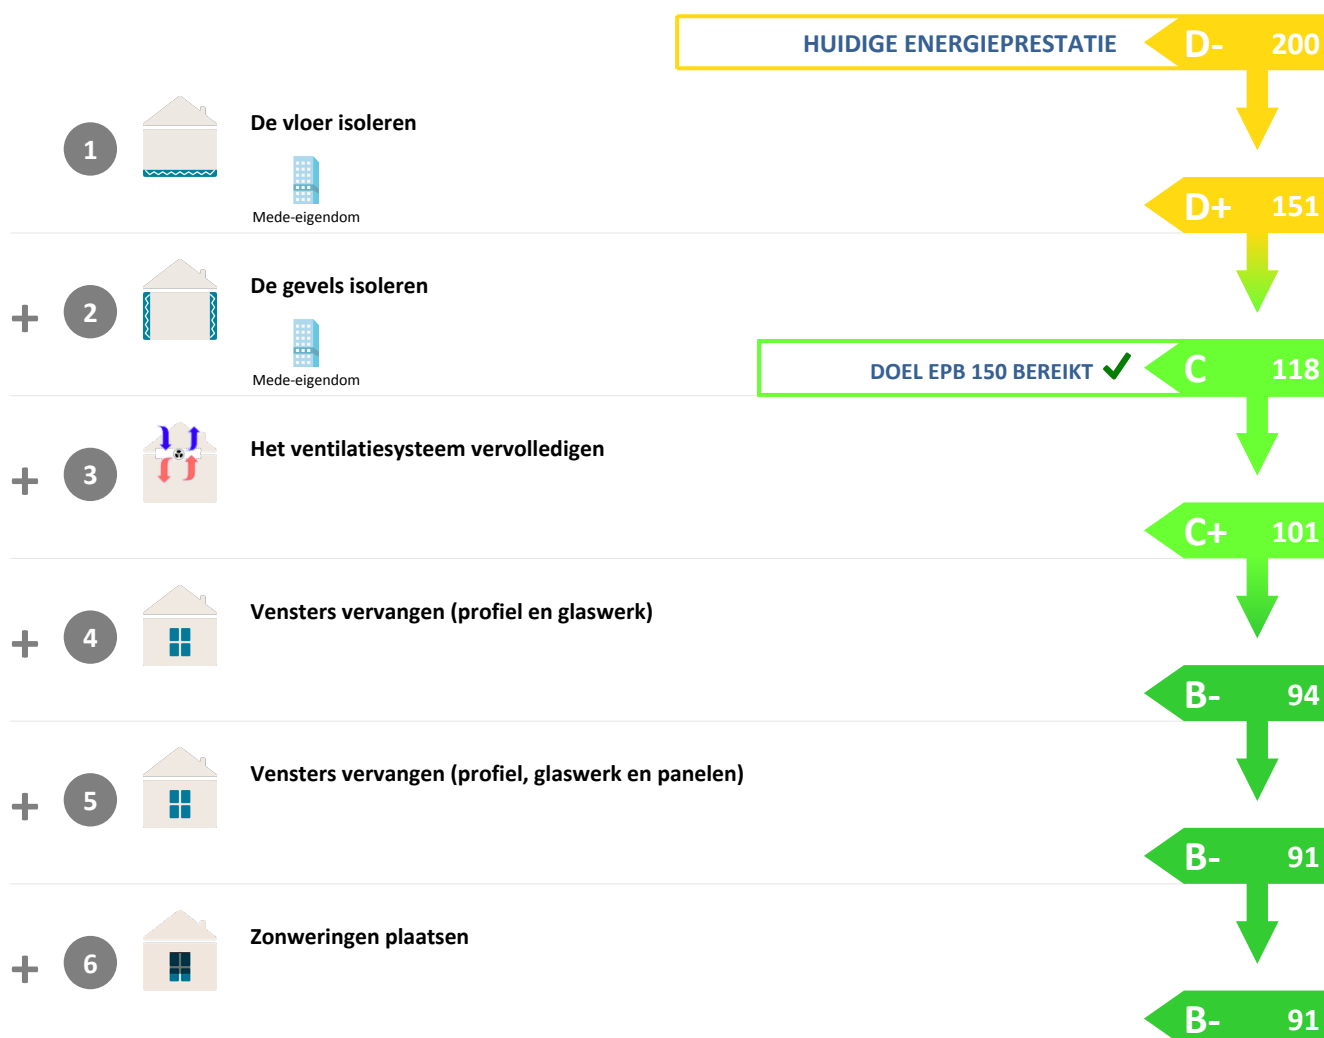 HUIDIGE ENERGIEPRESTATIE D- 200
1 De vloer isoleren
Mede-eigendom
D+ 151
+ 2 De gevels isoleren
Mede-eigendom
DOEL EPB 150 BEREIKT ✓ C 118
+ 3 Het ventilatiesysteem vervolledigen
C+ 101
+ 4 Vensters vervangen (profiel en glaswerk)
B- 94
+ 5 Vensters vervangen (profiel, glaswerk en panelen)
B- 91
+ 6 Zonweringen plaatsen
B- 91